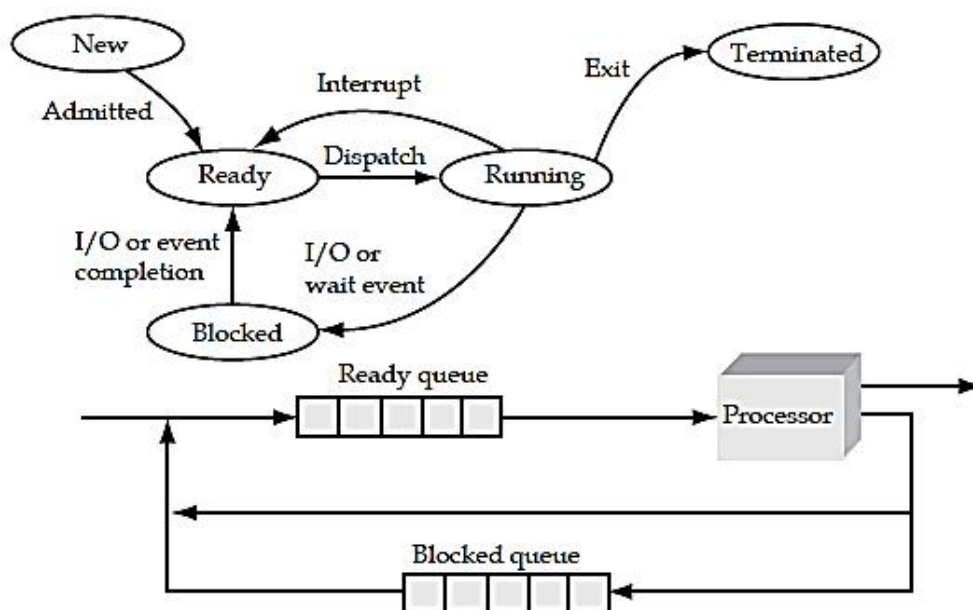 New
Terminated
Exit
Interrupt
Admitted
Dispatch
Ready
Running
I/O or event
completion
I/O or
wait event
Blocked
Ready queue
Processor
Blocked queue